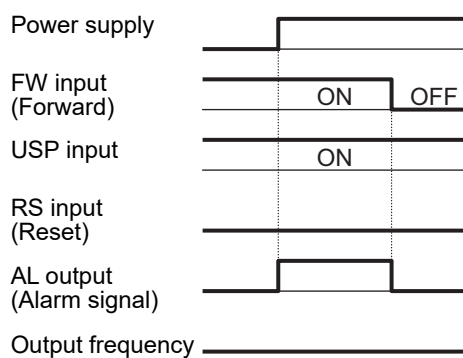 Power supply
FW input
(Forward)
ON OFF
USP input
ON
RS input
(Reset)
AL output
(Alarm signal)
Output frequency